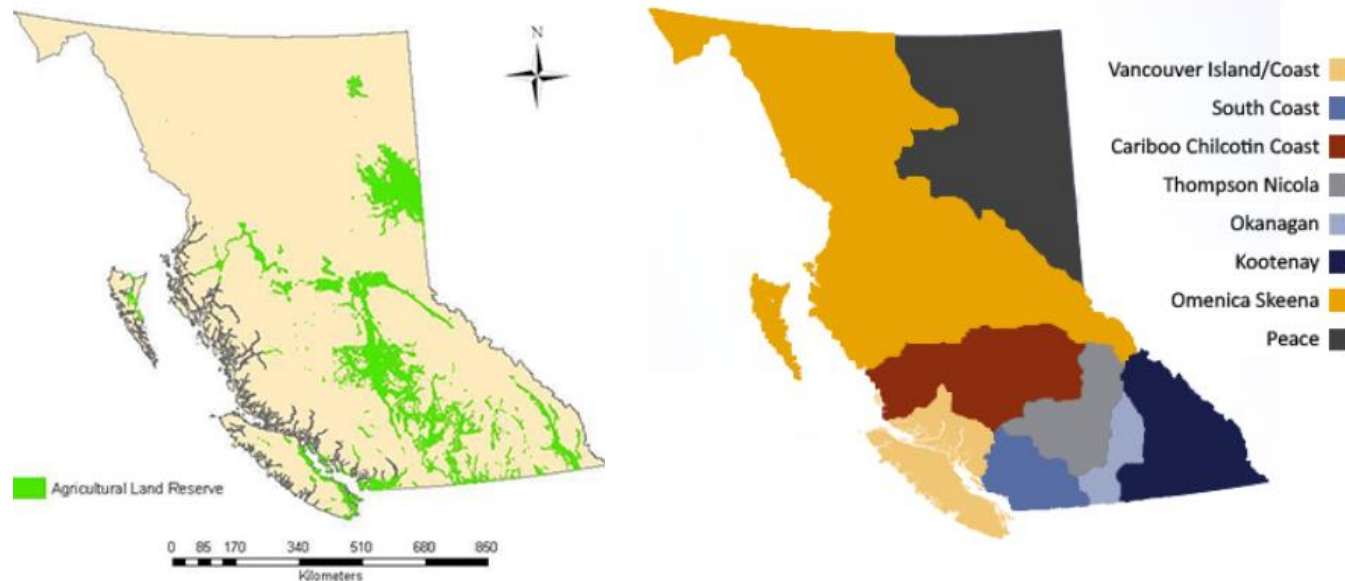 N
Agricultural Land Reserve
0 85 170 340 510 680 850
Kilometers
Vancouver Island/Coast
South Coast
Cariboo Chilcotin Coast
Thompson Nicola
Okanagan
Kootenay
Omenica Skeena
Peace